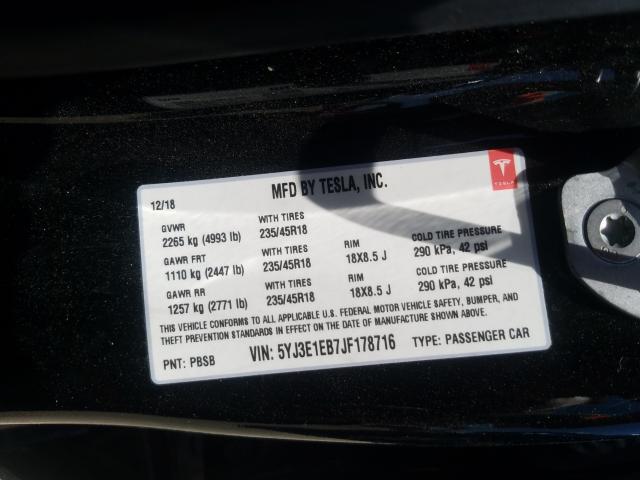 12/18
MFD BY TESLA, INC.
TESLA
GVWR
2265 kg (4993 lb)
WITH TIRES
235/45R18
GAWR FRT
1110 kg (2447 lb)
WITH TIRES
235/45R18
RIM
18X8.5 J
COLD TIRE PRESSURE
290 kPa, 42 psi
GAWR RR
1257 kg (2771 lb)
WITH TIRES
235/45R18
RIM
18X8.5 J
COLD TIRE PRESSURE
290 kPa, 42 psi
THIS VEHICLE CONFORMS TO ALL APPLICABLE U.S. FEDERAL MOTOR VEHICLE SAFETY, BUMPER, AND
THEFT PREVENTION STANDARDS IN EFFECT ON THE DATE OF MANUFACTURE SHOWN ABOVE.
PNT: PBSB
VIN: 5YJ3E1EB7JF178716
TYPE: PASSENGER CAR